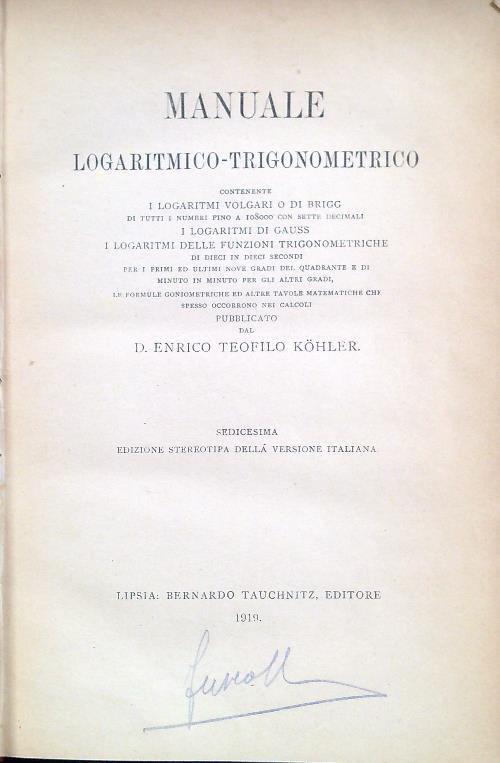 MANUALE
LOGARITMICO-TRIGONOMETRICO
CONTENENTE
I LOGARITMI VOLGARI O DI BRIGG
DI TUTTI I NUMERI FINO A 108000 CON SETTE DECIMALI
I LOGARITMI DI GAUSS
I LOGARITMI DELLE FUNZIONI TRIGONOMETRICHE
DI DIECI IN DIECI SECONDI
PER I PRIMI ED ULTIMI NOVE GRADI DEL QUADRANTE E DI
MINUTO IN MINUTO PER GLI ALTRI GRADI,
LE FORMULE GONIOMETRICHE ED ALTRE TAVOLE MATEMATICHE CHE
SPESSO OCCORRONO NEI CALCOLI
PUBBLICATO
DAL
D. ENRICO TEOFILO KÖHLER.
SEDICESIMA
EDIZIONE STEREOTIPA DELLA VERSIONE ITALIANA
LIPSIA: BERNARDO TAUCHNITZ, EDITORE
1919.